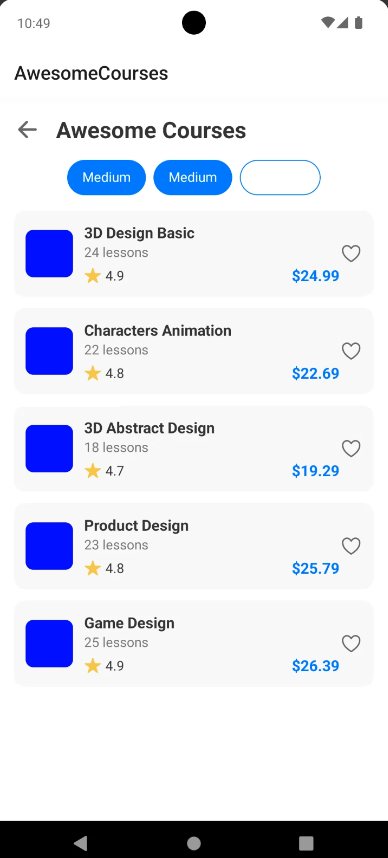 10:49
AwesomeCourses
Awesome Courses
Medium Medium
3D Design Basic
24 lessons
4.9 $24.99
Characters Animation
22 lessons
4.8 $22.69
3D Abstract Design
18 lessons
4.7 $19.29
Product Design
23 lessons
4.8 $25.79
Game Design
25 lessons
4.9 $26.39